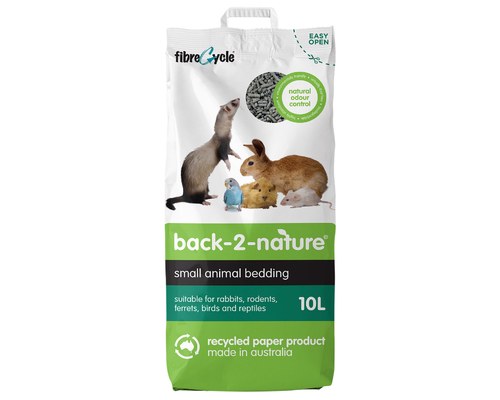 fibreCycle
EASY
OPEN
natural
odour
control
back-2-nature®
small animal bedding
suitable for rabbits, rodents,
ferrets, birds and reptiles
10L
recycled paper product
made in australia